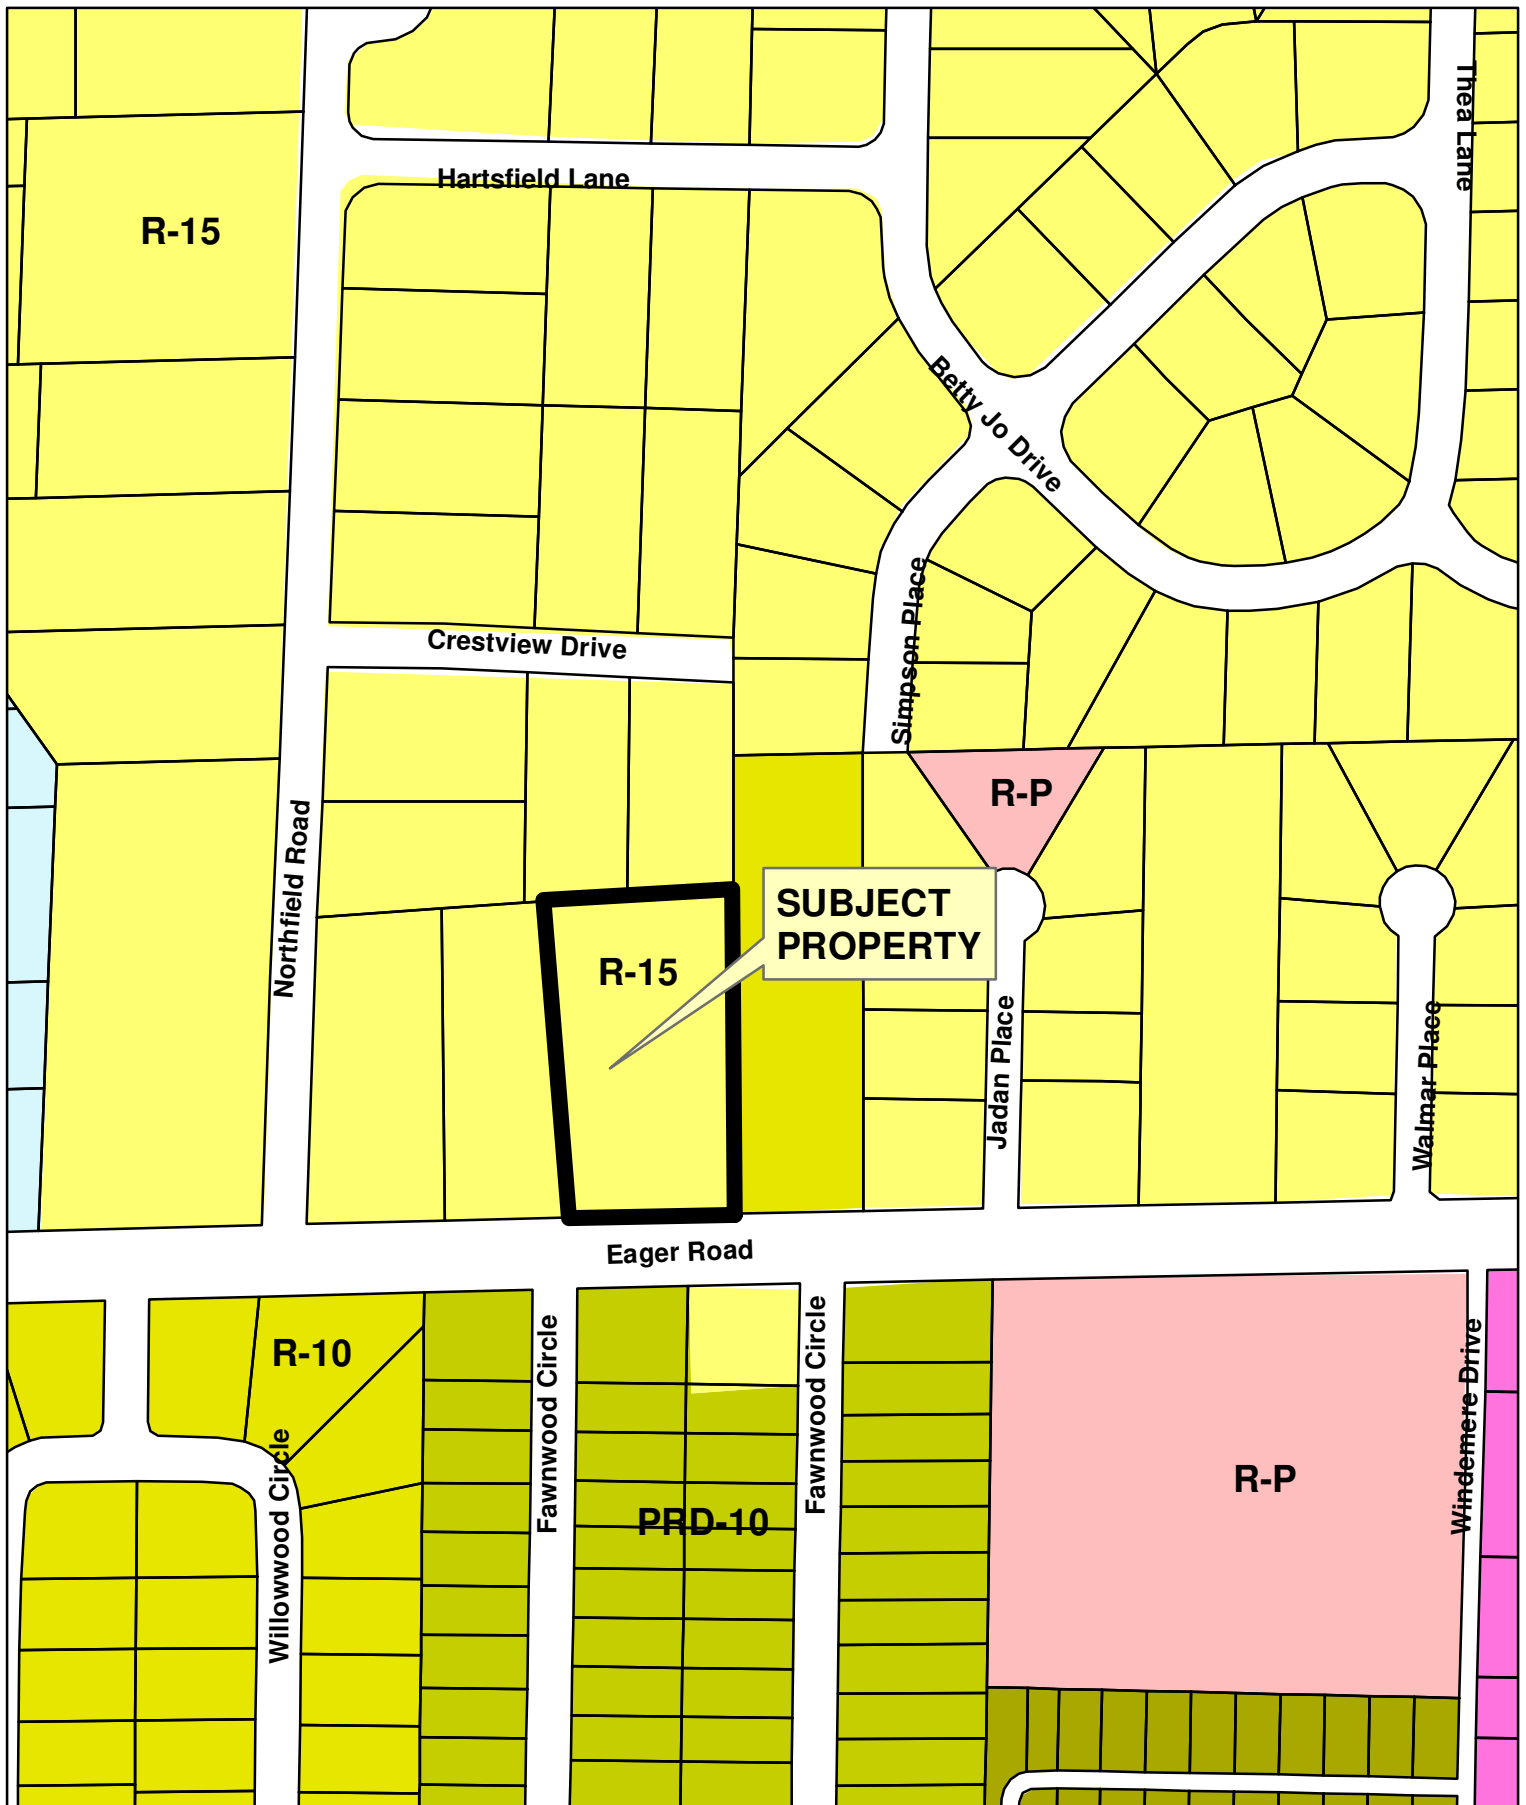 Thea Lane
Hartsfield Lane
R-15
Betty Jo Drive
Simpson Place
Crestview Drive
R-P
Northfield Road
SUBJECT
PROPERTY
R-15
Jadan Place
Walmar Place
Eager Road
R-10
Fawnwood Circle
Fawnwood Circle
Windemere Drive
Willowwood Circle
R-P
PRD-10